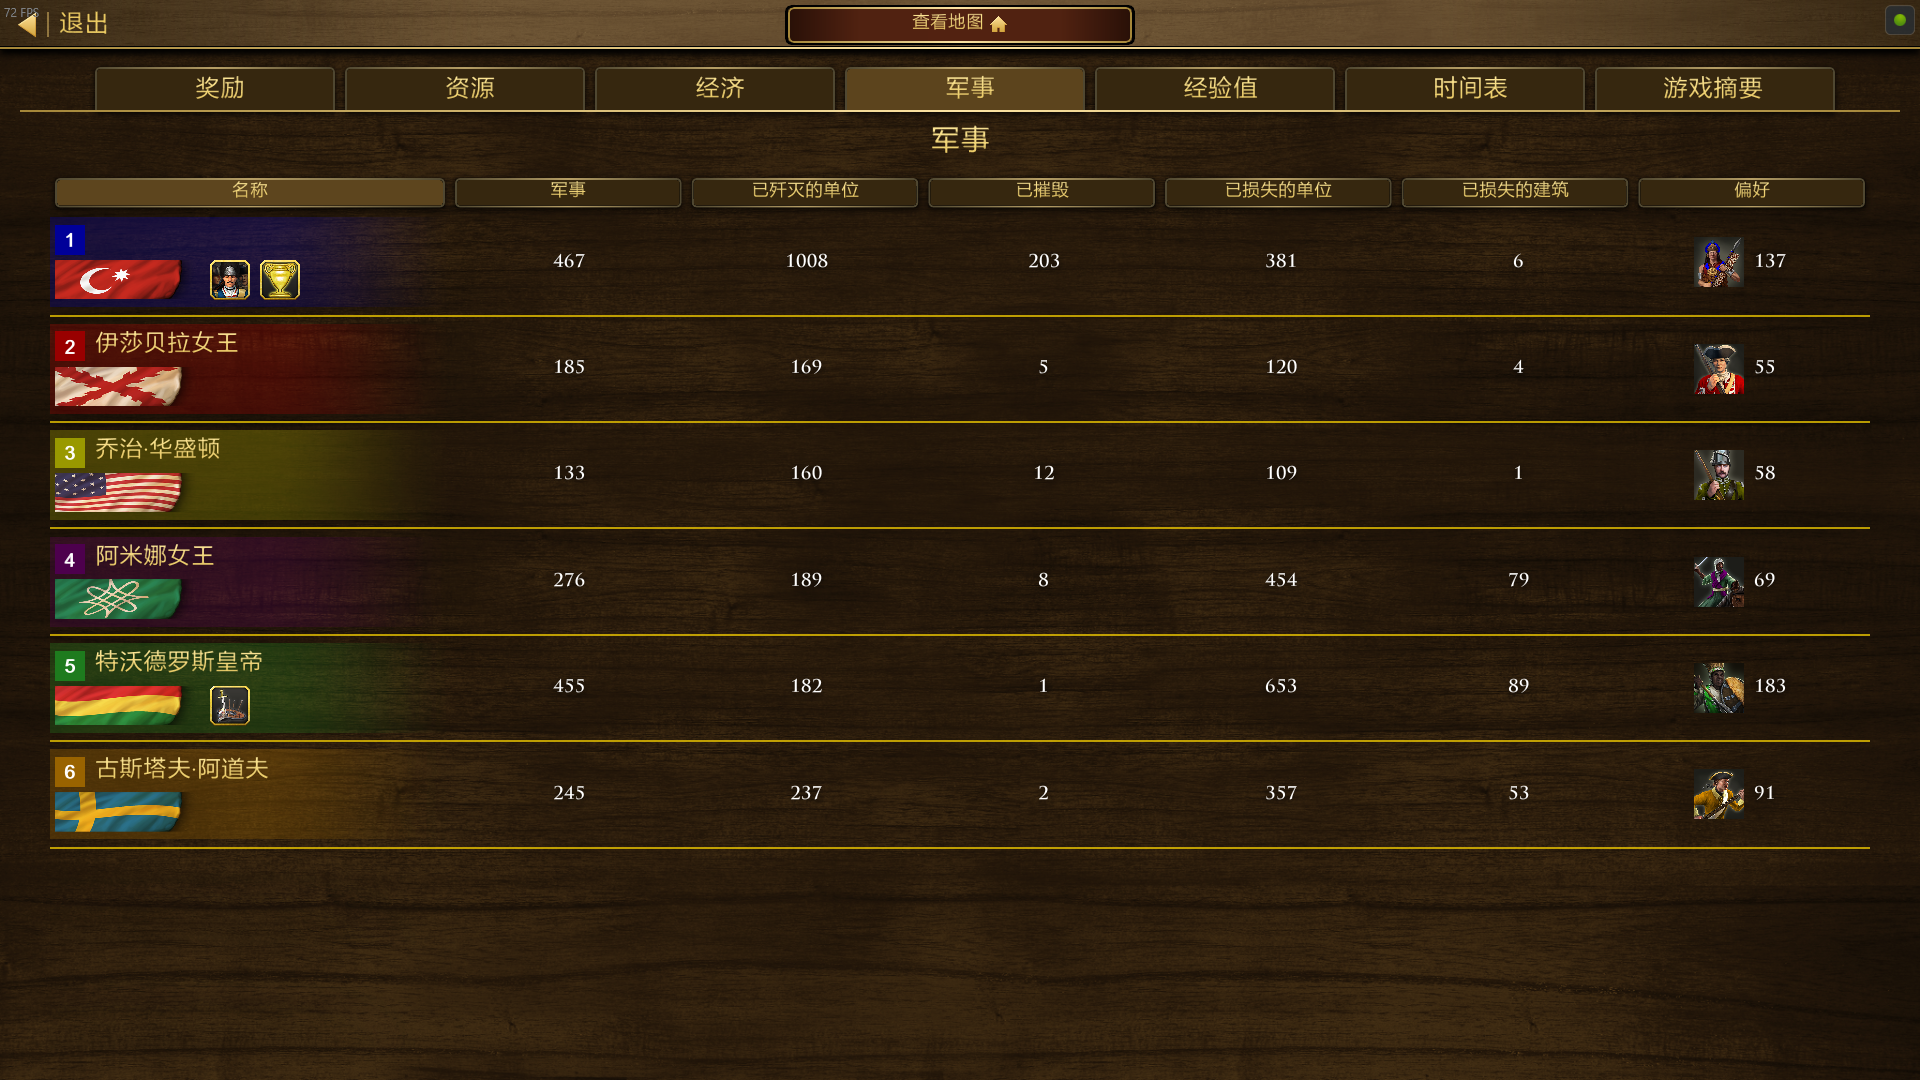 72 FPS
退出
查看地图
奖励 资源 经济 军事 经验值 时间表 游戏摘要
军事
名称 军事 已歼灭的单位 已摧毁 已损失的单位 已损失的建筑 偏好
1 467 1008 203 381 6 137
2 伊莎贝拉女王 185 169 5 120 4 55
3 乔治·华盛顿 133 160 12 109 1 58
4 阿米娜女王 276 189 8 454 79 69
5 特沃德罗斯皇帝 455 182 1 653 89 183
6 古斯塔夫·阿道夫 245 237 2 357 53 91